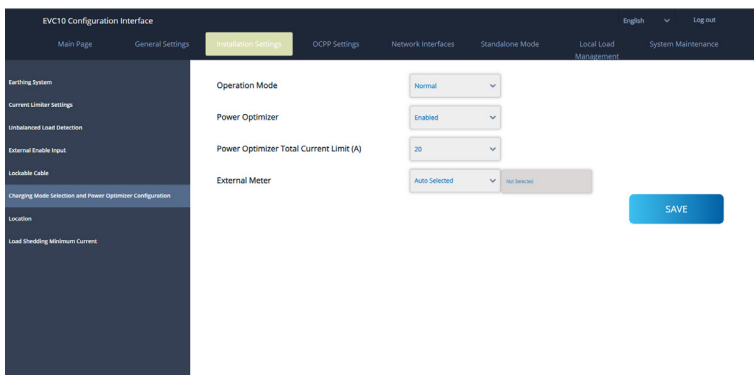 EVC10 Configuration Interface
English
Log out
Main Page
General Settings
Installation Settings
OCPP Settings
Network Interfaces
Standalone Mode
Local Load
Management
System Maintenance
Earthing System
Current Limiter Settings
Unbalanced Load Detection
External Enable Input
Lockable Cable
Charging Mode Selection and Power Optimizer Configuration
Location
Load Shedding Minimum Current
Operation Mode
Normal
Power Optimizer
Enabled
Power Optimizer Total Current Limit (A)
20
External Meter
Auto Selected
Not Selected
SAVE